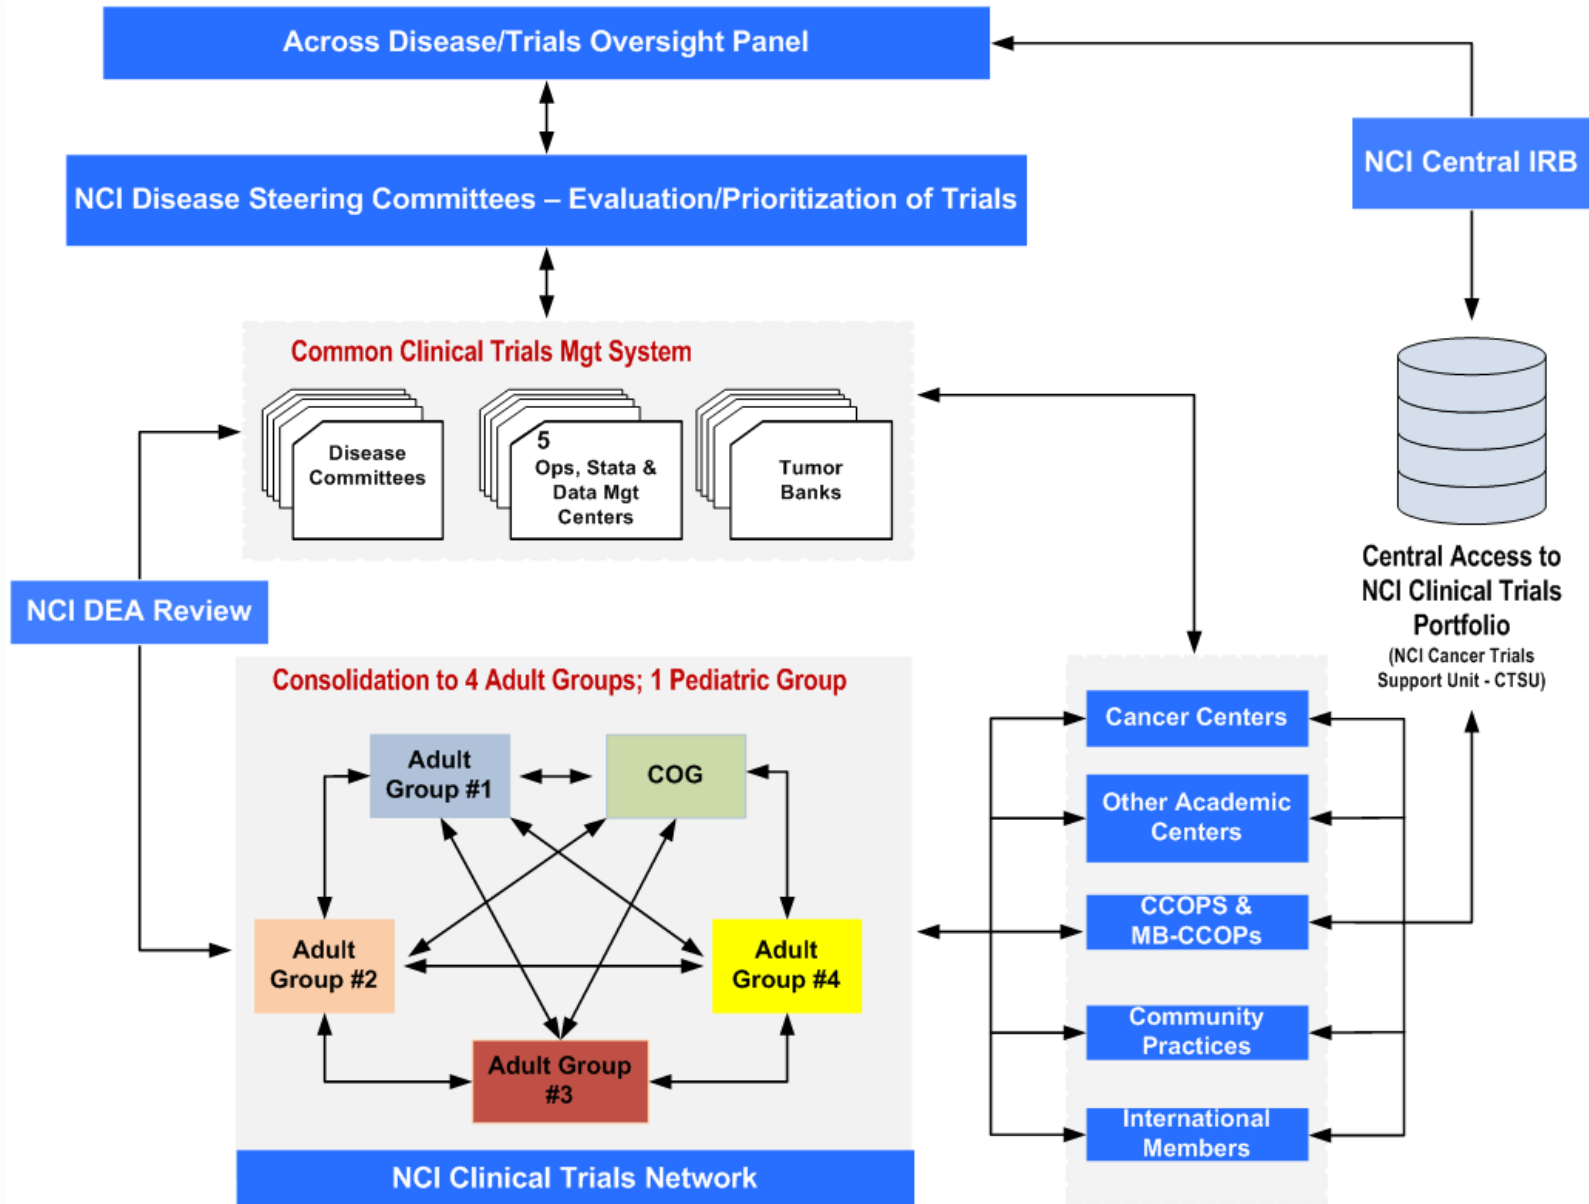 Across Disease/Trials Oversight Panel
NCI Central IRB
NCI Disease Steering Committees – Evaluation/Prioritization of Trials
Common Clinical Trials Mgt System
Disease
Committees
5
Ops, Stata &
Data Mgt
Centers
Tumor
Banks
Central Access to
NCI Clinical Trials
Portfolio
(NCI Cancer Trials
Support Unit - CTSU)
NCI DEA Review
Consolidation to 4 Adult Groups; 1 Pediatric Group
Adult
Group #1
COG
Adult
Group #2
Adult
Group #4
Adult Group
#3
NCI Clinical Trials Network
Cancer Centers
Other Academic
Centers
CCOPS &
MB-CCOPs
Community
Practices
International
Members